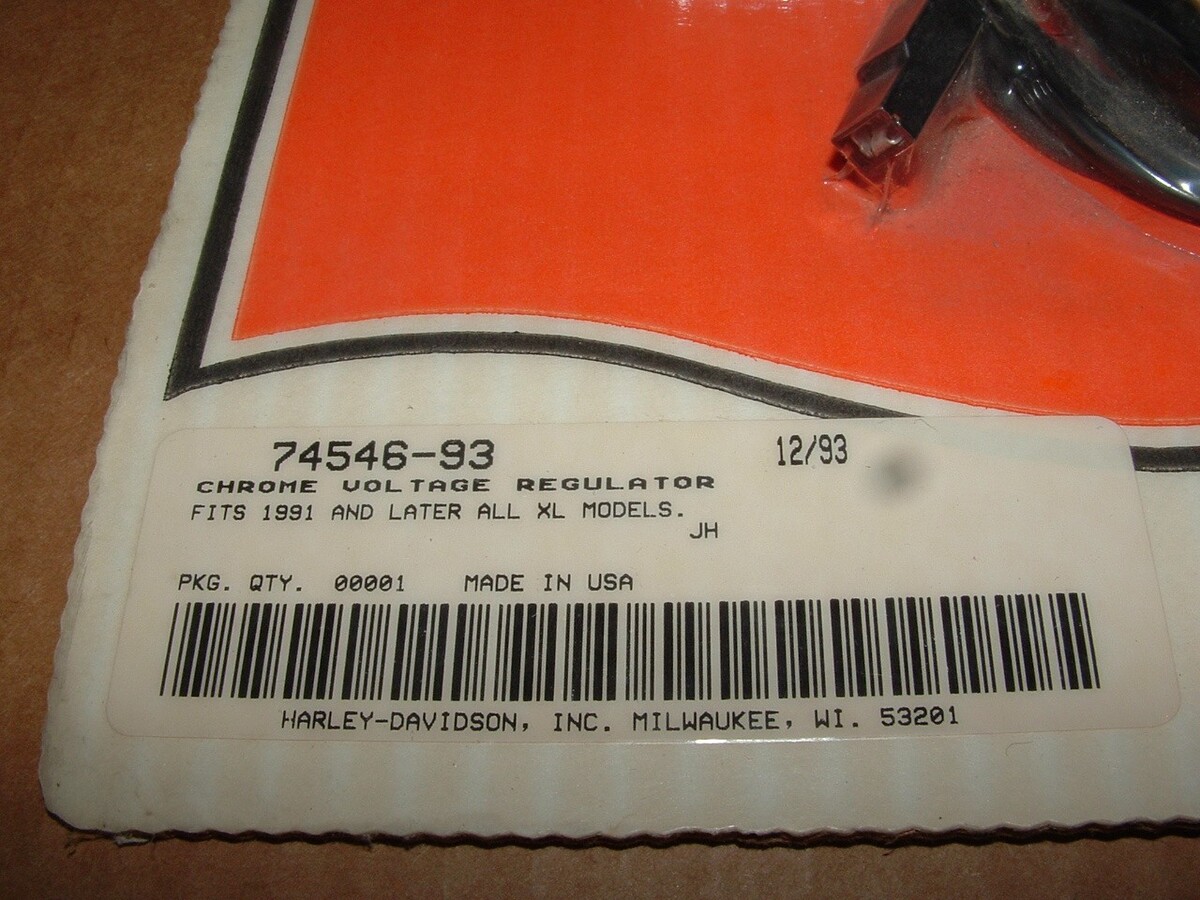 74546-93 12/93
CHROME VOLTAGE REGULATOR
FITS 1991 AND LATER ALL XL MODELS.
JH
PKG. QTY. 00001 MADE IN USA
HARLEY-DAVIDSON, INC. MILWAUKEE, WI. 53201